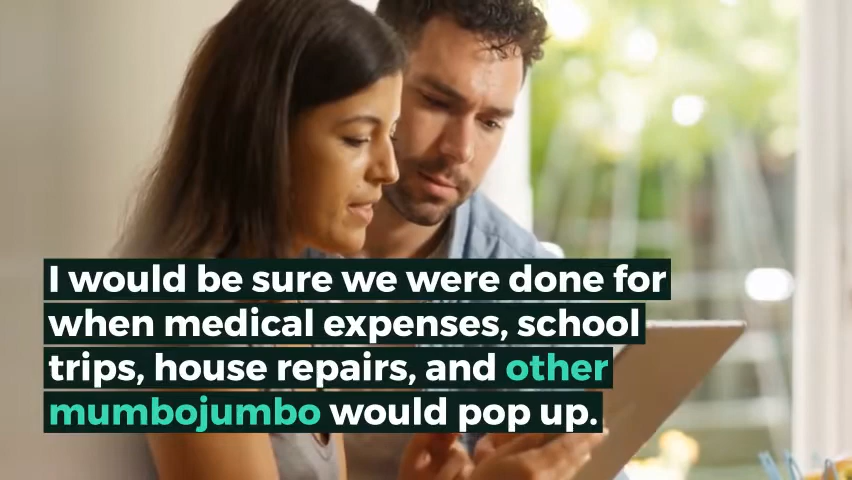 I would be sure we were done for
when medical expenses, school
trips, house repairs, and other
mumbojumbo would pop up.